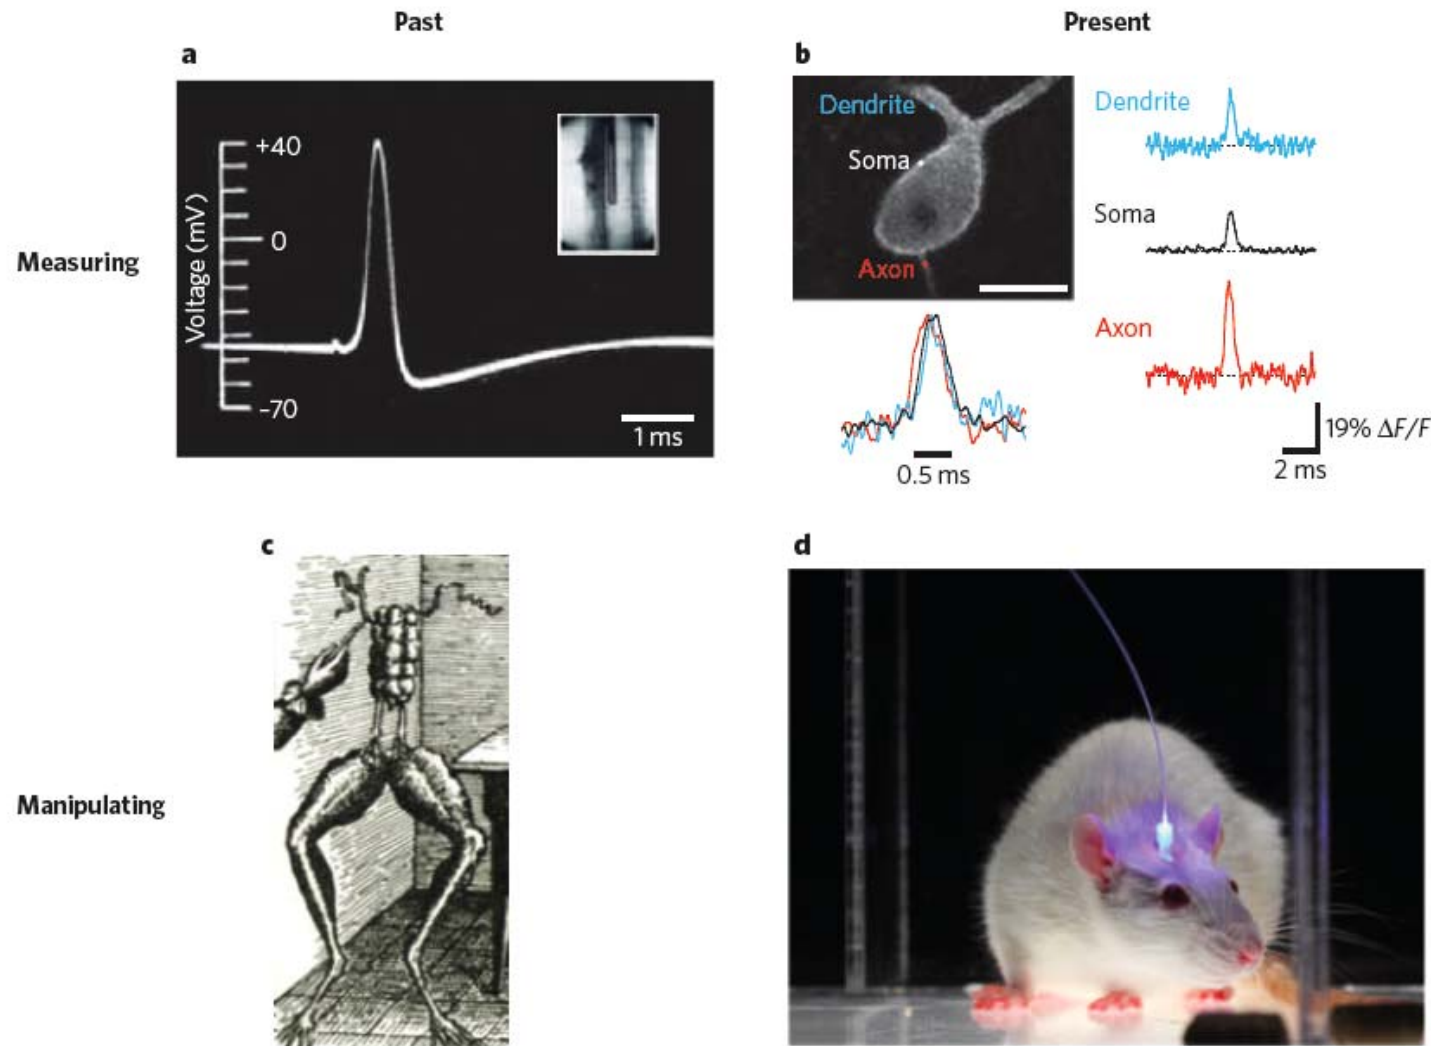 Past
Present
a
b
Measuring
Voltage (mV)
+40
0
–70
1 ms
Dendrite
Soma
Axon
0.5 ms
Dendrite
Soma
Axon
19% ΔF/F
2 ms
c
d
Manipulating